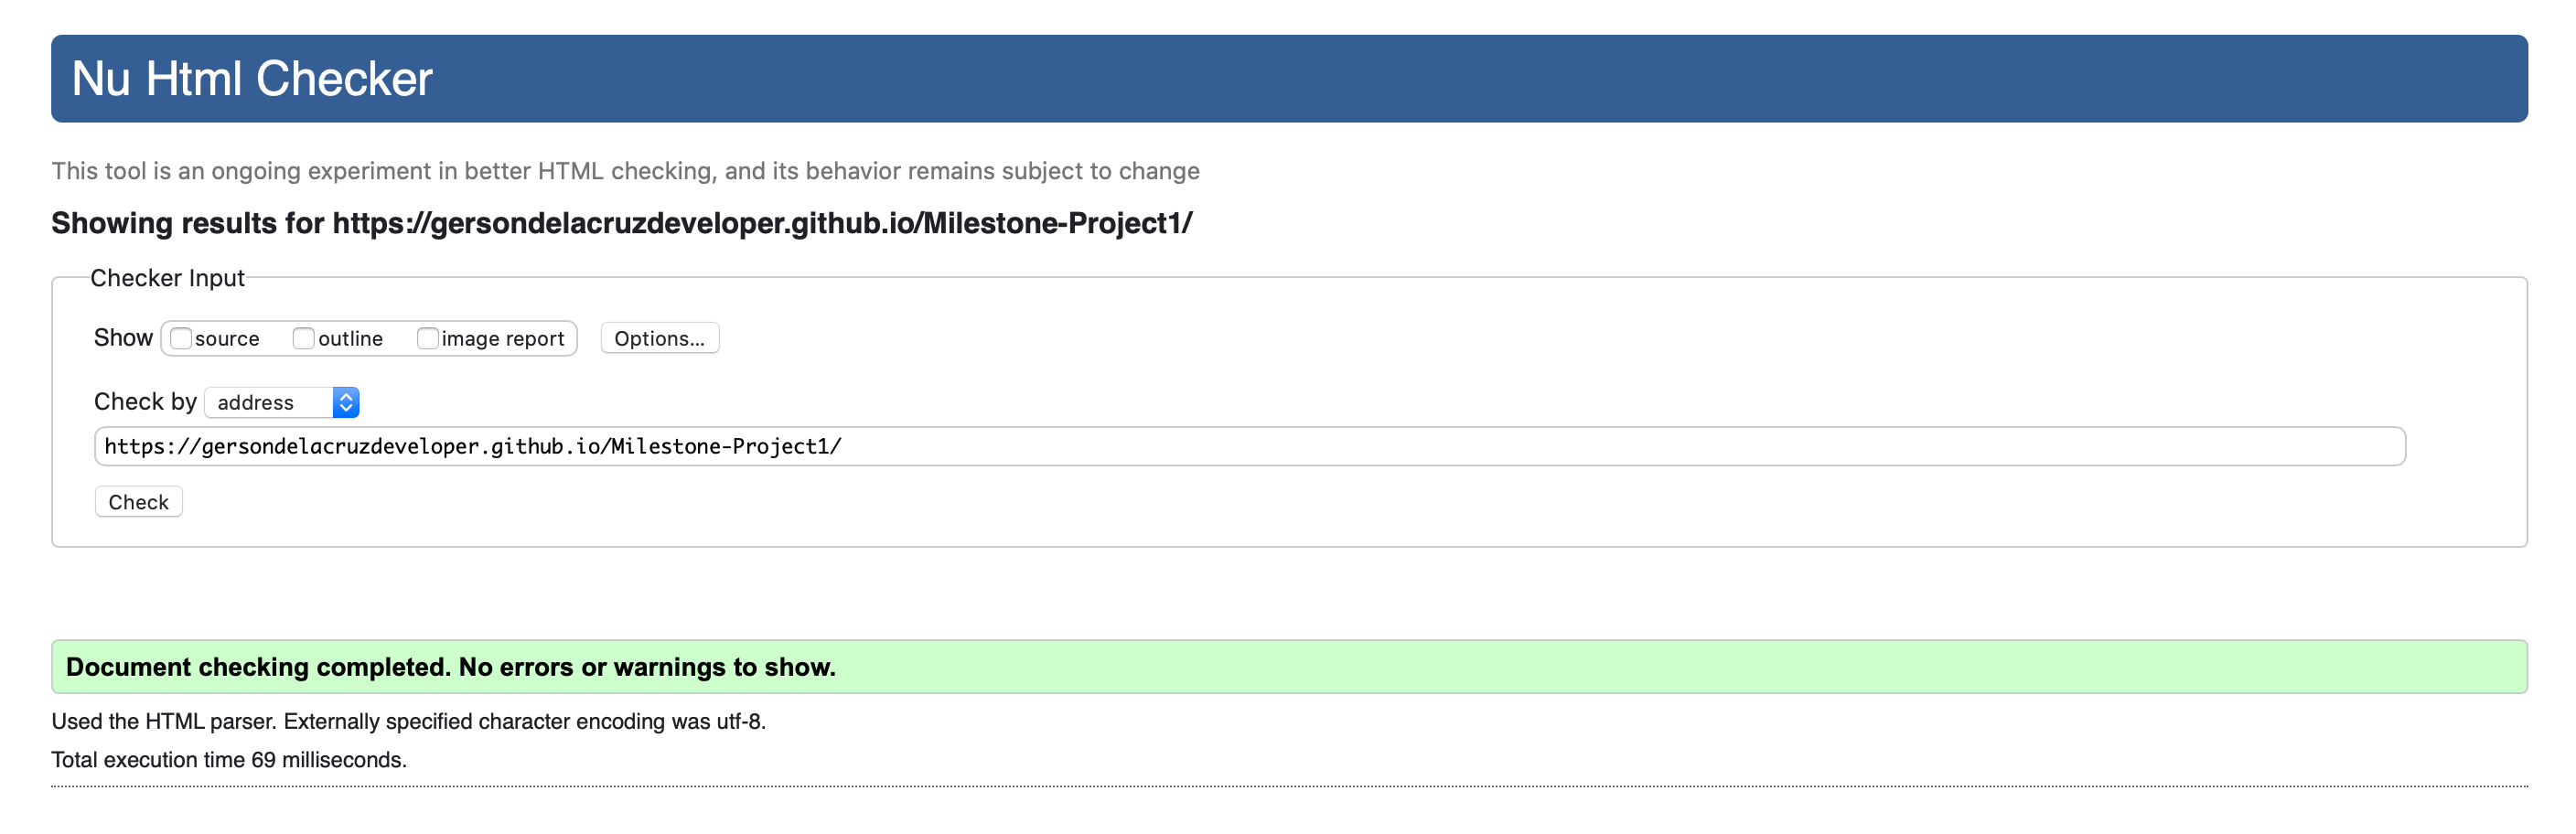 Nu Html Checker
This tool is an ongoing experiment in better HTML checking, and its behavior remains subject to change
Showing results for https://gersondelacruzdeveloper.github.io/Milestone-Project1/
Checker Input
Show source outline image report Options...
Check by address
https://gersondelacruzdeveloper.github.io/Milestone-Project1/
Check
Document checking completed. No errors or warnings to show.
Used the HTML parser. Externally specified character encoding was utf-8.
Total execution time 69 milliseconds.